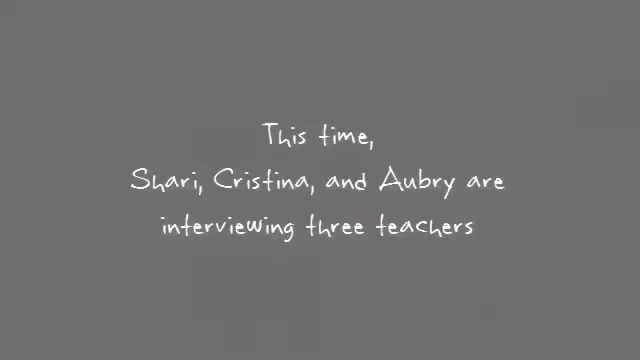 This time,
Shari, Cristina, and Aubry are
interviewing three teachers